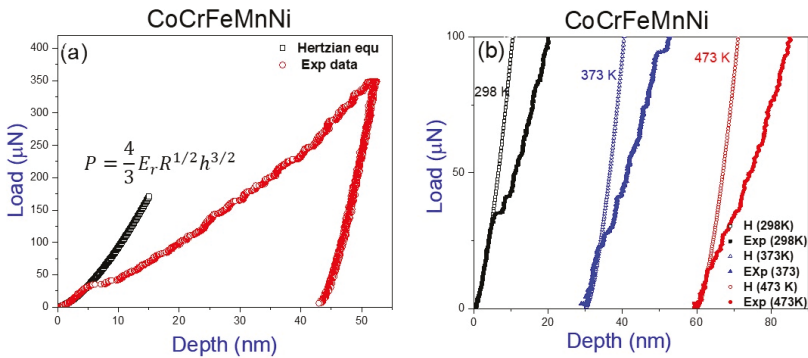 CoCrFeMnNi
(a)
Hertzian equ
Exp data
P = 4/3 E_r R^{1/2} h^{3/2}
Load (μN)
400
350
300
250
200
150
100
50
0
0 10 20 30 40 50
Depth (nm)
CoCrFeMnNi
(b)
298 K
373 K
473 K
H (298K)
Exp (298K)
H (373K)
EXp (373)
H (473 K)
Exp (473K)
Load (μN)
100
50
0
0 20 40 60 80
Depth (nm)